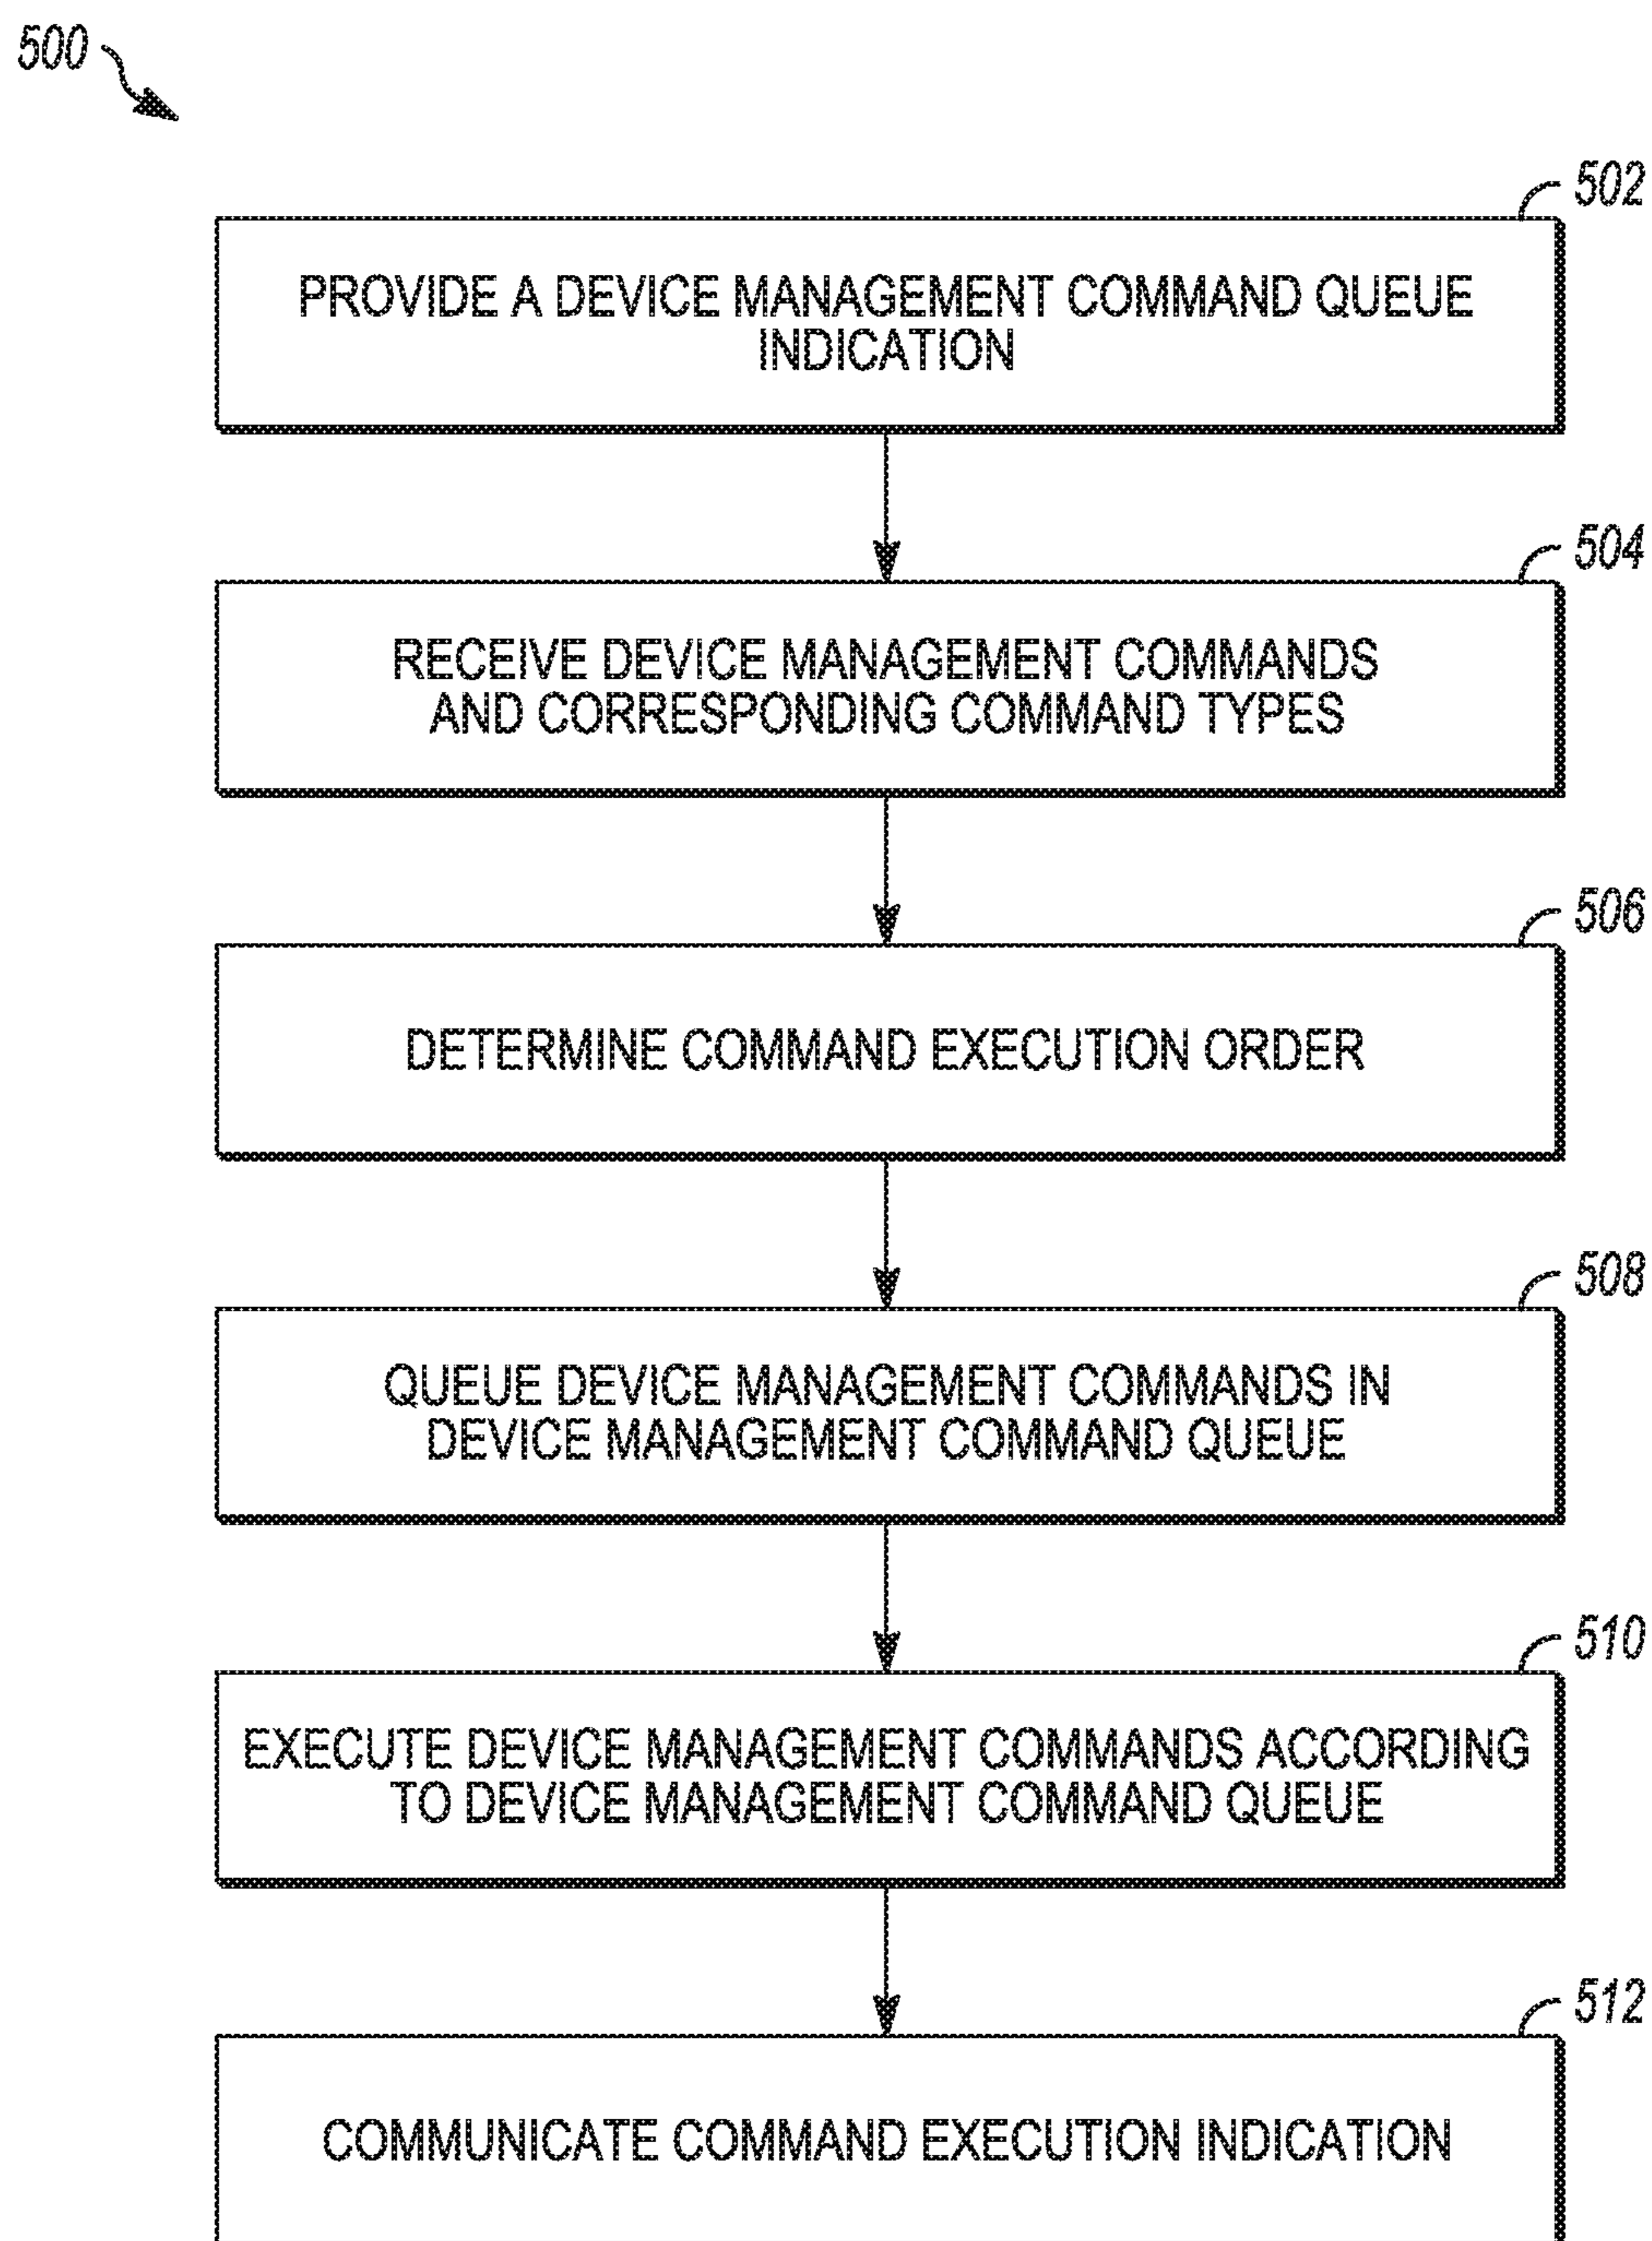 500
502
PROVIDE A DEVICE MANAGEMENT COMMAND QUEUE
INDICATION
504
RECEIVE DEVICE MANAGEMENT COMMANDS
AND CORRESPONDING COMMAND TYPES
506
DETERMINE COMMAND EXECUTION ORDER
508
QUEUE DEVICE MANAGEMENT COMMANDS IN
DEVICE MANAGEMENT COMMAND QUEUE
510
EXECUTE DEVICE MANAGEMENT COMMANDS ACCORDING
TO DEVICE MANAGEMENT COMMAND QUEUE
512
COMMUNICATE COMMAND EXECUTION INDICATION